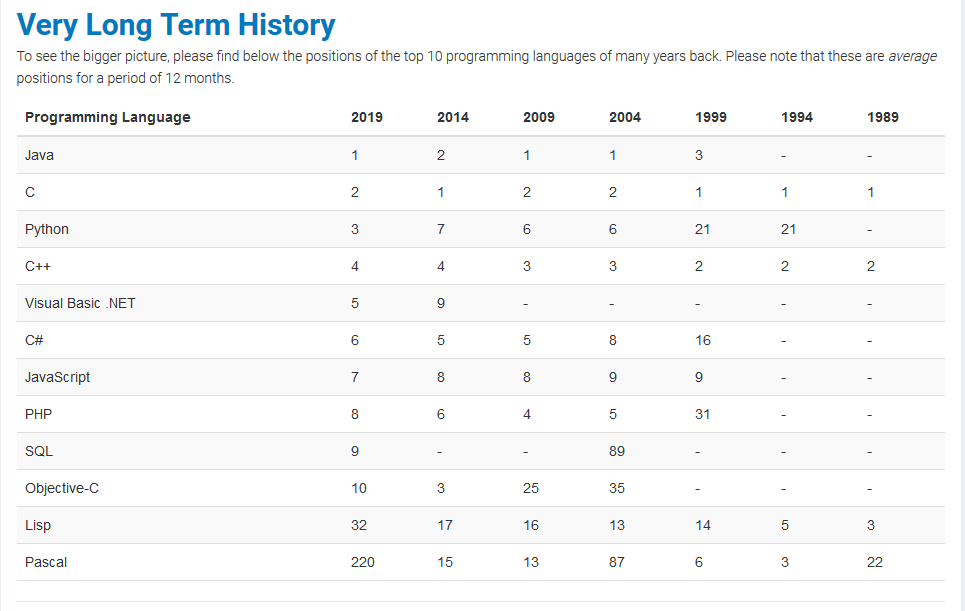 Very Long Term History
To see the bigger picture, please find below the positions of the top 10 programming languages of many years back. Please note that these are average
positions for a period of 12 months.
Programming Language 2019 2014 2009 2004 1999 1994 1989
Java 1 2 1 1 3 - -
C 2 1 2 2 1 1 1
Python 3 7 6 6 21 21 -
C++ 4 4 3 3 2 2 2
Visual Basic .NET 5 9 - - - - -
C# 6 5 5 8 16 - -
JavaScript 7 8 8 9 9 - -
PHP 8 6 4 5 31 - -
SQL 9 - - 89 - - -
Objective-C 10 3 25 35 - - -
Lisp 32 17 16 13 14 5 3
Pascal 220 15 13 87 6 3 22